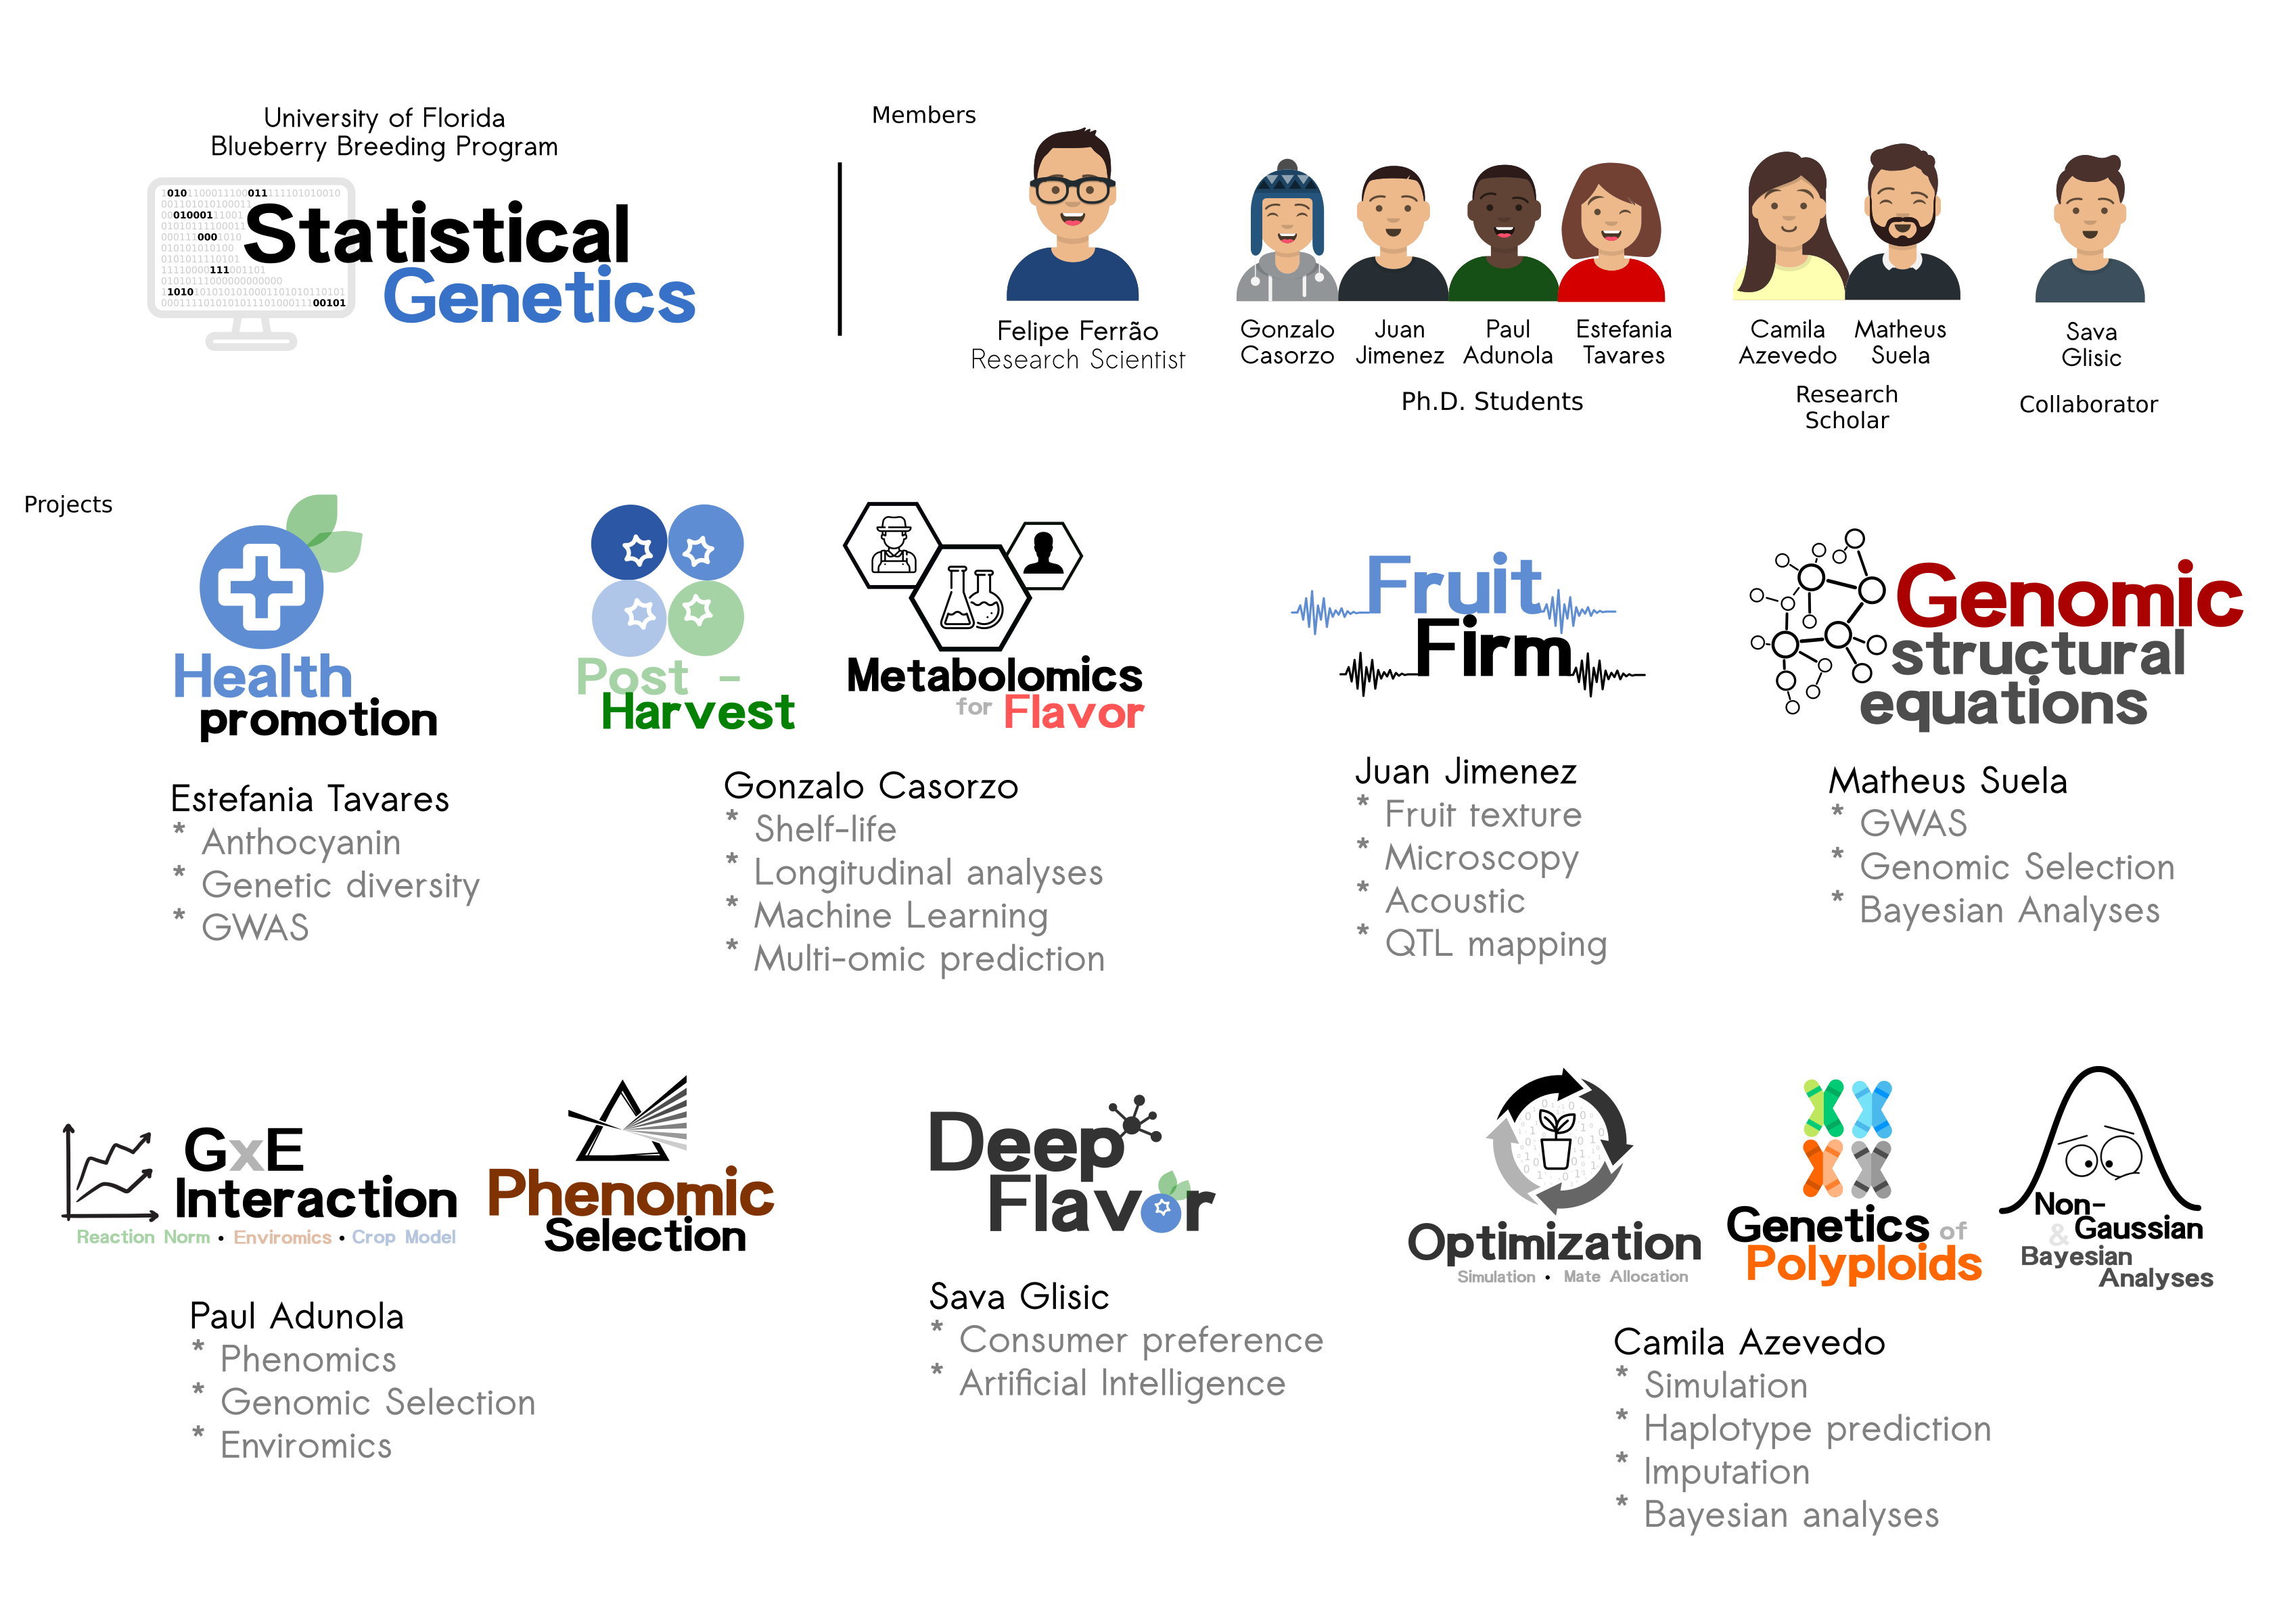 University of Florida
Blueberry Breeding Program
Statistical
Genetics
Members
Felipe Ferrão
Research Scientist
Gonzalo
Casorzo
Juan
Jimenez
Paul
Adunola
Estefania
Tavares
Ph.D. Students
Camila
Azevedo
Matheus
Suela
Research
Scholar
Sava
Glisic
Collaborator
Projects
Health
promotion
Estefania Tavares
* Anthocyanin
* Genetic diversity
* GWAS
Post -
Harvest
Metabolomics
for Flavor
Gonzalo Casorzo
* Shelf-life
* Longitudinal analyses
* Machine Learning
* Multi-omic prediction
Fruit
Firm
Juan Jimenez
* Fruit texture
* Microscopy
* Acoustic
* QTL mapping
Genomic
structural
equations
Matheus Suela
* GWAS
* Genomic Selection
* Bayesian Analyses
GxE
Interaction
Reaction Norm • Enviromics • Crop Model
Phenomic
Selection
Paul Adunola
* Phenomics
* Genomic Selection
* Enviromics
Deep
Flavor
Sava Glisic
* Consumer preference
* Artificial Intelligence
Optimization
Simulation • Mate Allocation
Genetics of
Polyploids
Non-
& Gaussian
Bayesian
Analyses
Camila Azevedo
* Simulation
* Haplotype prediction
* Imputation
* Bayesian analyses